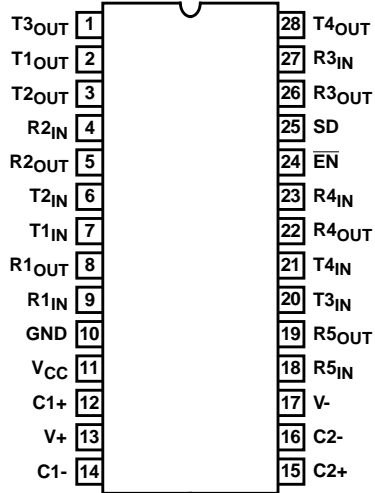 T3OUT 1 28 T4OUT
T1OUT 2 27 R3IN
T2OUT 3 26 R3OUT
R2IN 4 25 SD
R2OUT 5 24 EN
T2IN 6 23 R4IN
T1IN 7 22 R4OUT
R1OUT 8 21 T4IN
R1IN 9 20 T3IN
GND 10 19 R5OUT
VCC 11 18 R5IN
C1+ 12 17 V-
V+ 13 16 C2-
C1- 14 15 C2+